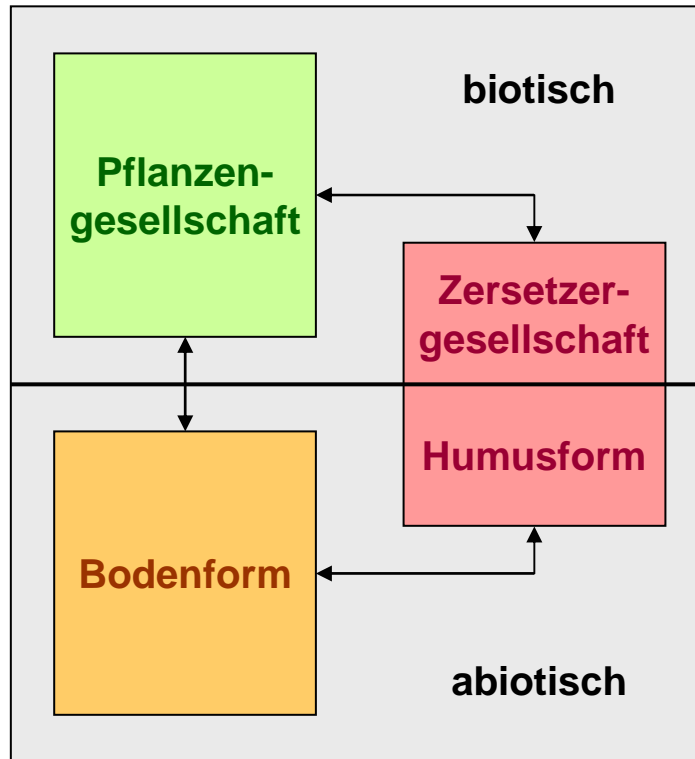 biotisch
Pflanzen-
gesellschaft
Zersetzer-
gesellschaft
Humusform
Bodenform
abiotisch